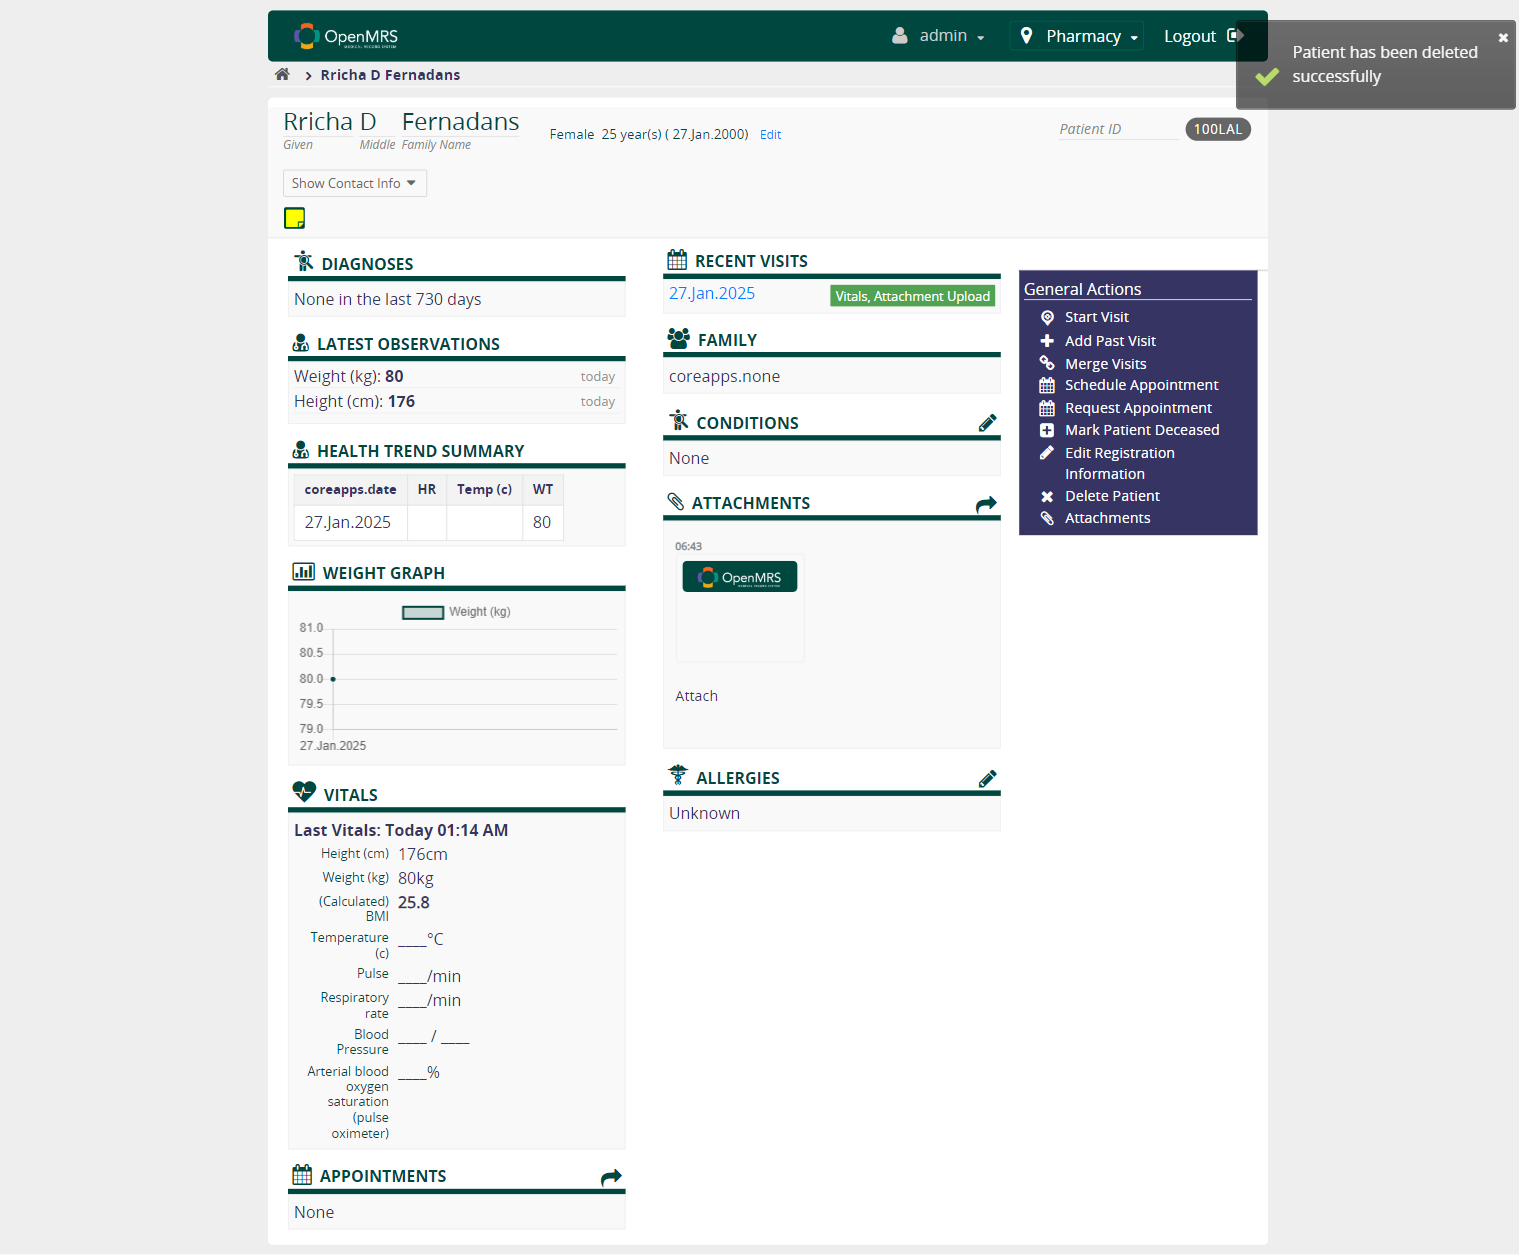 OpenMRS
MEDICAL RECORD SYSTEM
admin
Pharmacy
Logout
Patient has been deleted
successfully
Rricha D Fernadans
Rricha D Fernadans
Given Middle Family Name
Female 25 year(s) ( 27.Jan.2000) Edit
Patient ID 100LAL
Show Contact Info
DIAGNOSES
None in the last 730 days
LATEST OBSERVATIONS
Weight (kg): 80 today
Height (cm): 176 today
HEALTH TREND SUMMARY
coreapps.date HR Temp (c) WT
27.Jan.2025 80
WEIGHT GRAPH
Weight (kg)
81.0
80.5
80.0
79.5
79.0
27.Jan.2025
VITALS
Last Vitals: Today 01:14 AM
Height (cm) 176cm
Weight (kg) 80kg
(Calculated) 25.8
BMI
Temperature ____°C
(c)
Pulse ____/min
Respiratory ____/min
rate
Blood ____ / ____
Pressure
Arterial blood ____%
oxygen
saturation
(pulse
oximeter)
APPOINTMENTS
None
RECENT VISITS
27.Jan.2025 Vitals, Attachment Upload
FAMILY
coreapps.none
CONDITIONS
None
ATTACHMENTS
06:43
OpenMRS
MEDICAL RECORD SYSTEM
Attach
ALLERGIES
Unknown
General Actions
Start Visit
Add Past Visit
Merge Visits
Schedule Appointment
Request Appointment
Mark Patient Deceased
Edit Registration
Information
Delete Patient
Attachments